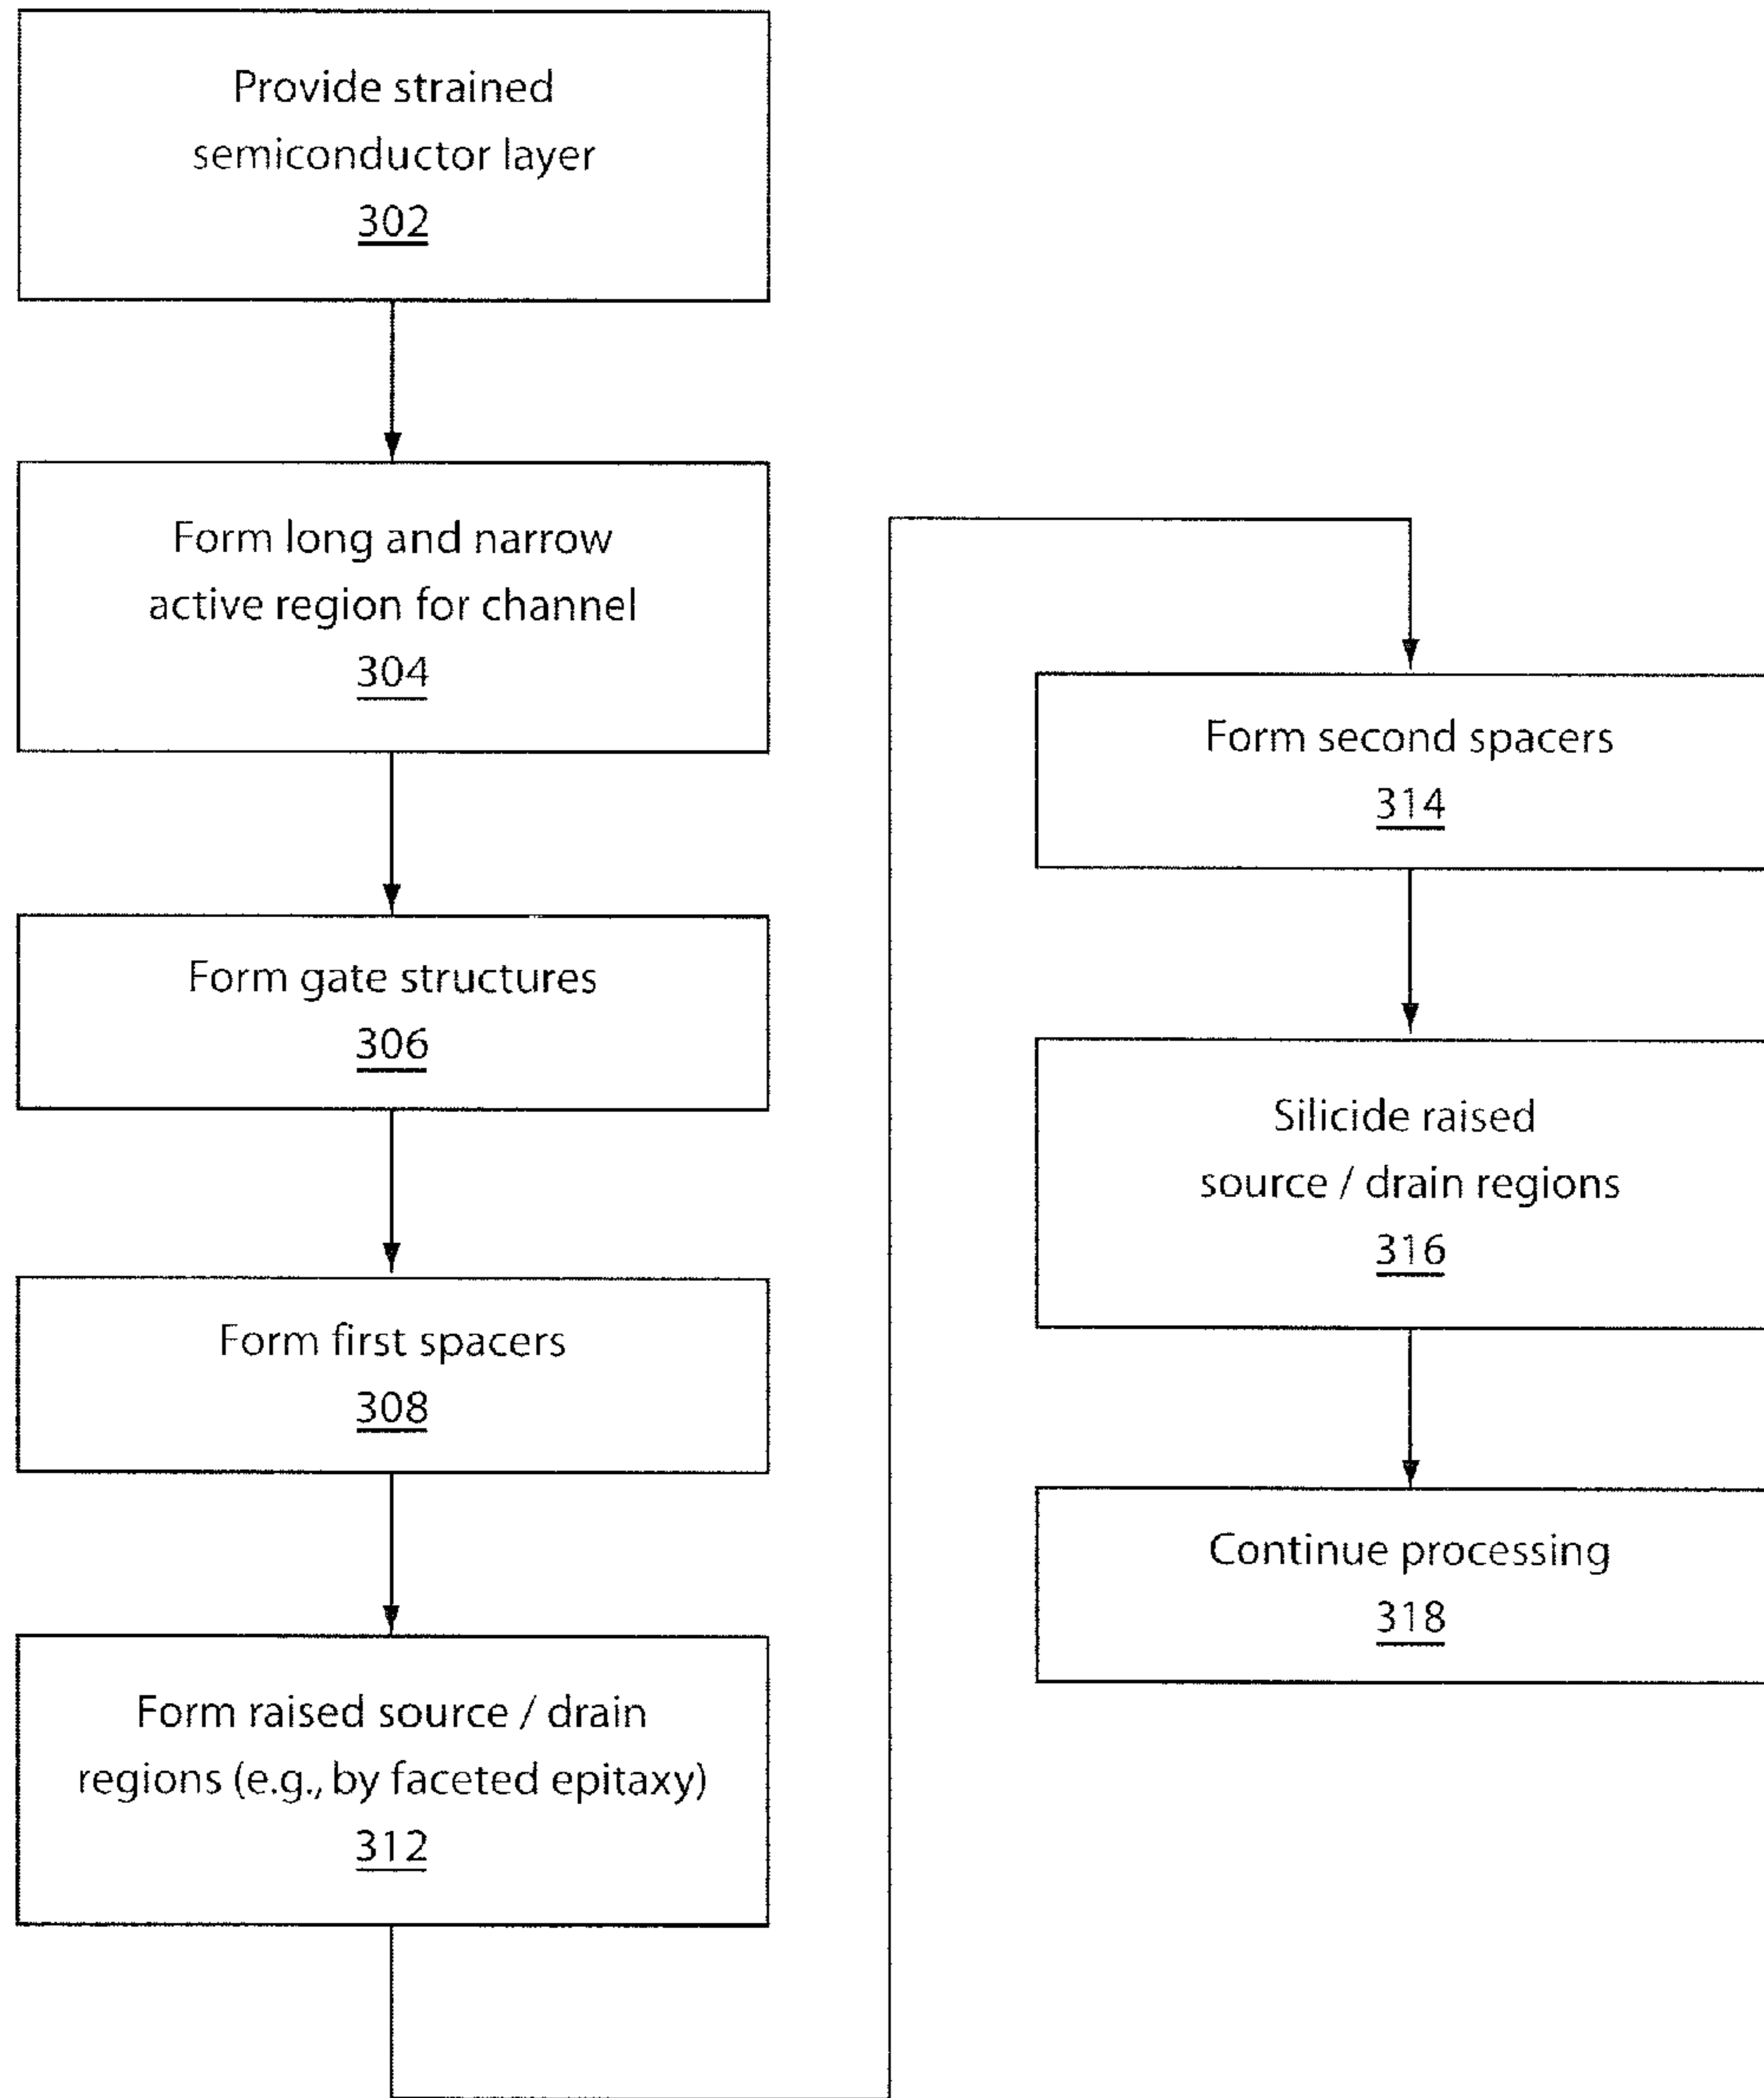 Provide strained
semiconductor layer
302
Form long and narrow
active region for channel
304
Form gate structures
306
Form first spacers
308
Form raised source / drain
regions (e.g., by faceted epitaxy)
312
Form second spacers
314
Silicide raised
source / drain regions
316
Continue processing
318